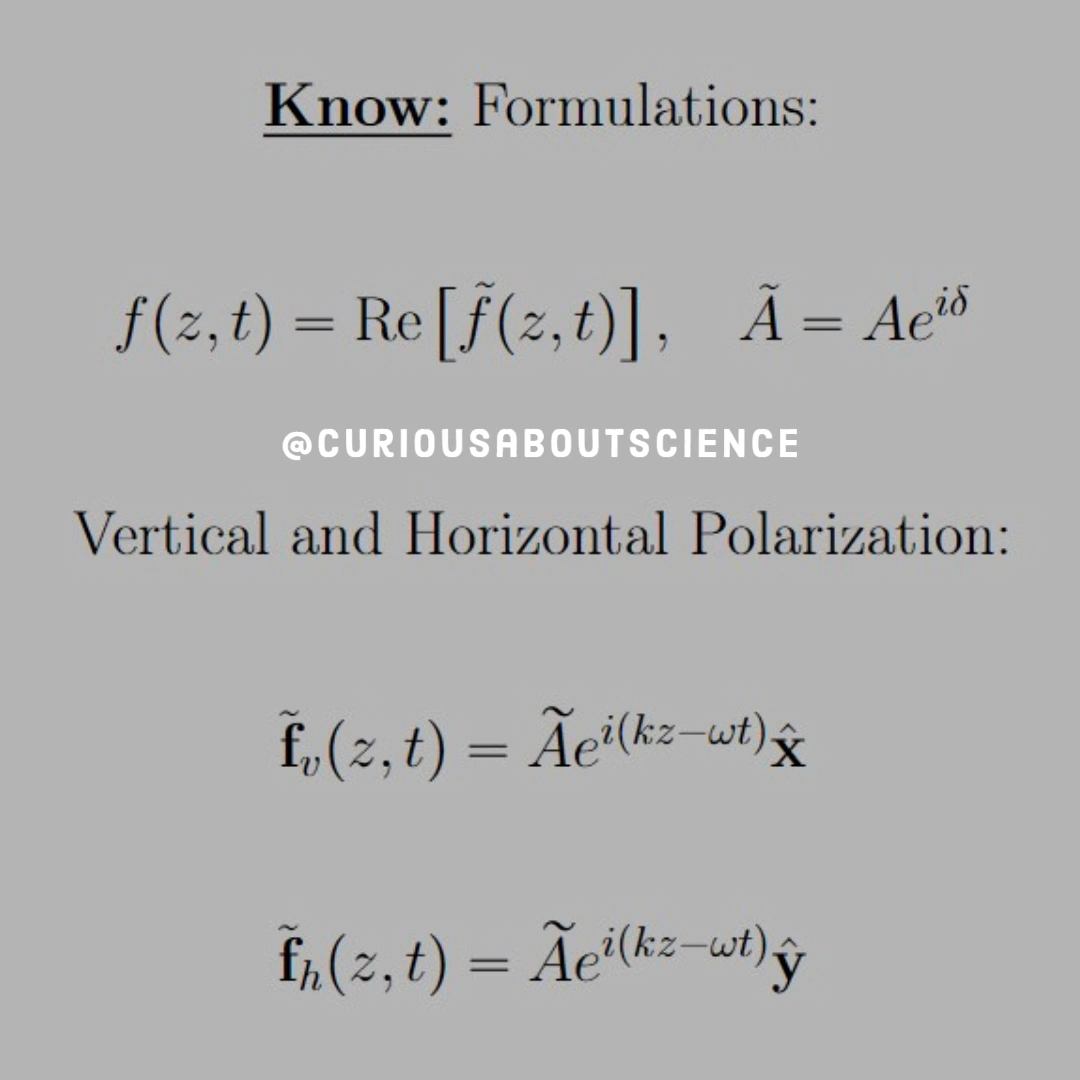 Know: Formulations:
f(z, t) = Re [f̃(z, t)] ,    Ã = Ae^{iδ}
@CURIOUSABOUTSCIENCE
Vertical and Horizontal Polarization:
f̃_v(z, t) = Ãe^{i(kz−ωt)}x̂
f̃_h(z, t) = Ãe^{i(kz−ωt)}ŷ